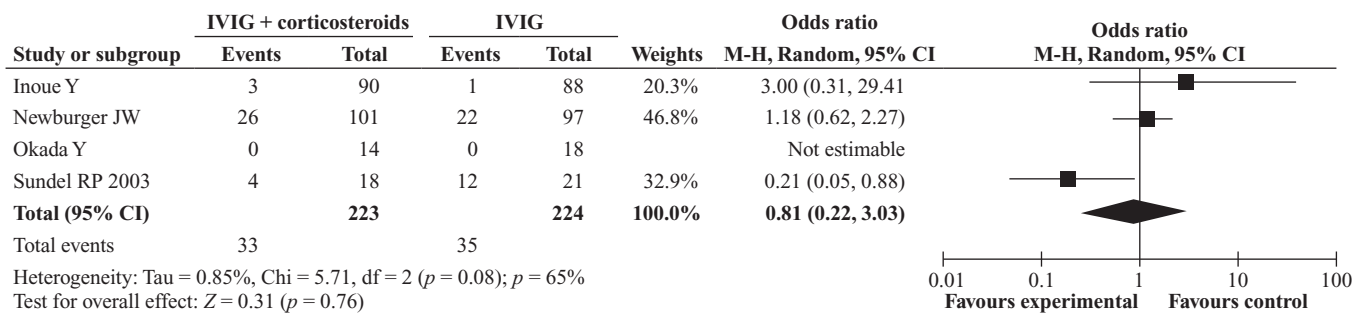 IVIG + corticosteroids IVIG Odds ratio Odds ratio
Study or subgroup Events Total Events Total Weights M-H, Random, 95% CI M-H, Random, 95% CI
Inoue Y 3 90 1 88 20.3% 3.00 (0.31, 29.41
Newburger JW 26 101 22 97 46.8% 1.18 (0.62, 2.27)
Okada Y 0 14 0 18 Not estimable
Sundel RP 2003 4 18 12 21 32.9% 0.21 (0.05, 0.88)
Total (95% CI) 223 224 100.0% 0.81 (0.22, 3.03)
Total events 33 35
Heterogeneity: Tau = 0.85%, Chi = 5.71, df = 2 (p = 0.08); p = 65%
Test for overall effect: Z = 0.31 (p = 0.76)
0.01 0.1 1 10 100
Favours experimental Favours control